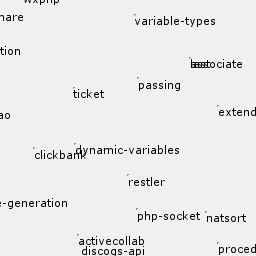 wxphp
hare
variable-types
tion
associate
passing
ticket
extend
ao
dynamic-variables
clickbank
restler
e-generation
php-socket
natsort
activecollab
proced
discogs-api